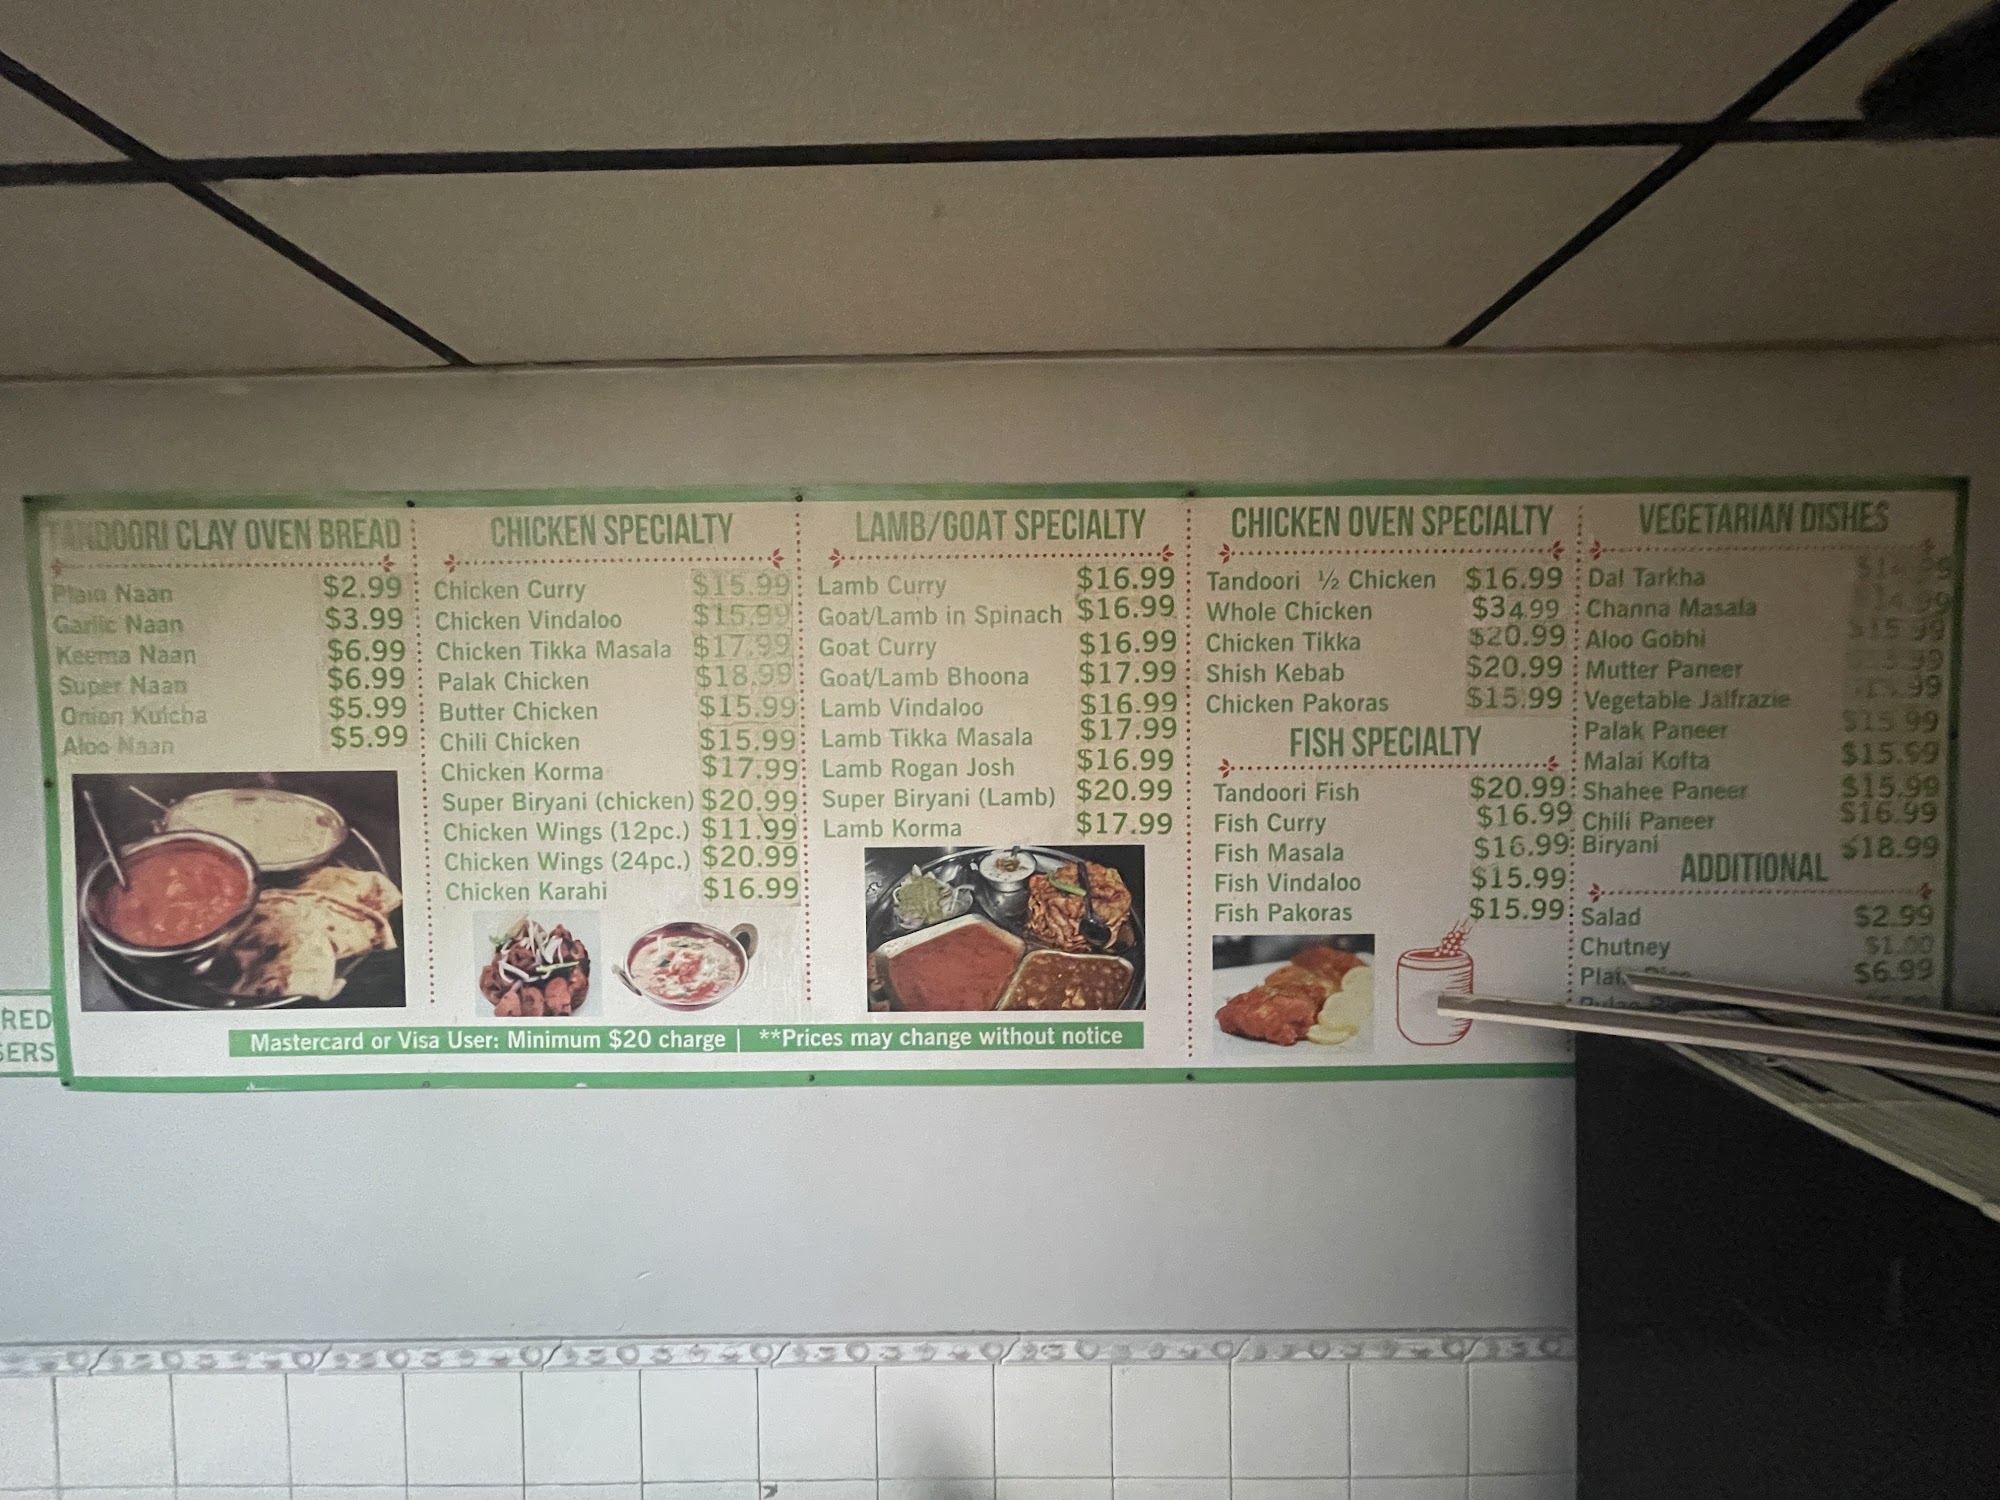 TANDOORI CLAY OVEN BREAD
Plain Naan $2.99
Garlic Naan $3.99
Keema Naan $6.99
Super Naan $6.99
Onion Kulcha $5.99
Aloo Naan $5.99
CHICKEN SPECIALTY
Chicken Curry $15.99
Chicken Vindaloo $15.99
Chicken Tikka Masala $17.99
Palak Chicken $18.99
Butter Chicken $15.99
Chili Chicken $15.99
Chicken Korma $17.99
Super Biryani (chicken) $20.99
Chicken Wings (12pc.) $11.99
Chicken Wings (24pc.) $20.99
Chicken Karahi $16.99
LAMB/GOAT SPECIALTY
Lamb Curry $16.99
Goat/Lamb in Spinach $16.99
Goat Curry $16.99
Goat/Lamb Bhoona $17.99
Lamb Vindaloo $16.99
Lamb Tikka Masala $17.99
Lamb Rogan Josh $16.99
Super Biryani (Lamb) $20.99
Lamb Korma $17.99
CHICKEN OVEN SPECIALTY
Tandoori ½ Chicken $16.99
Whole Chicken $34.99
Chicken Tikka $20.99
Shish Kebab $20.99
Chicken Pakoras $15.99
FISH SPECIALTY
Tandoori Fish $20.99
Fish Curry $16.99
Fish Masala $16.99
Fish Vindaloo $15.99
Fish Pakoras $15.99
VEGETARIAN DISHES
Dal Tarkha
Channa Masala
Aloo Gobhi $15.99
Mutter Paneer
Vegetable Jalfrazie
Palak Paneer $15.99
Malai Kofta $15.99
Shahee Paneer $15.99
Chili Paneer $16.99
Biryani $18.99
ADDITIONAL
Salad $2.99
Chutney $1.00
Plain Rice $6.99
Mastercard or Visa User: Minimum $20 charge | **Prices may change without notice
RED